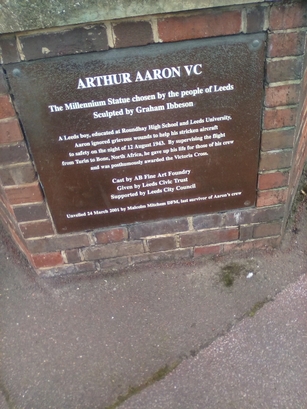 ARTHUR AARON VC
The Millennium Statue chosen by the people of Leeds
Sculpted by Graham Ibbeson
A Leeds boy, educated at Roundhay High School and Leeds University,
Aaron ignored grievous wounds to help his stricken aircraft
to safety on the night of 12 August 1943. By supervising the flight
from Turin to Bone, North Africa, he gave up his life for those of his crew
and was posthumously awarded the Victoria Cross.
Cast by AB Fine Art Foundry
Given by Leeds Civic Trust
Supported by Leeds City Council
Unveiled 24 March 2001 by Malcolm Mitchem DFM, last survivor of Aaron's crew